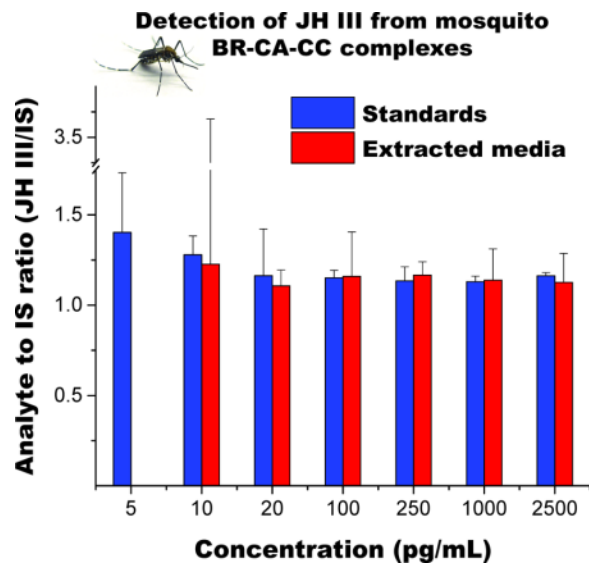 Detection of JH III from mosquito
BR-CA-CC complexes
Standards
Extracted media
Analyte to IS ratio (JH III/IS)
3.5
1.5
1.0
0.5
5 10 20 100 250 1000 2500
Concentration (pg/mL)